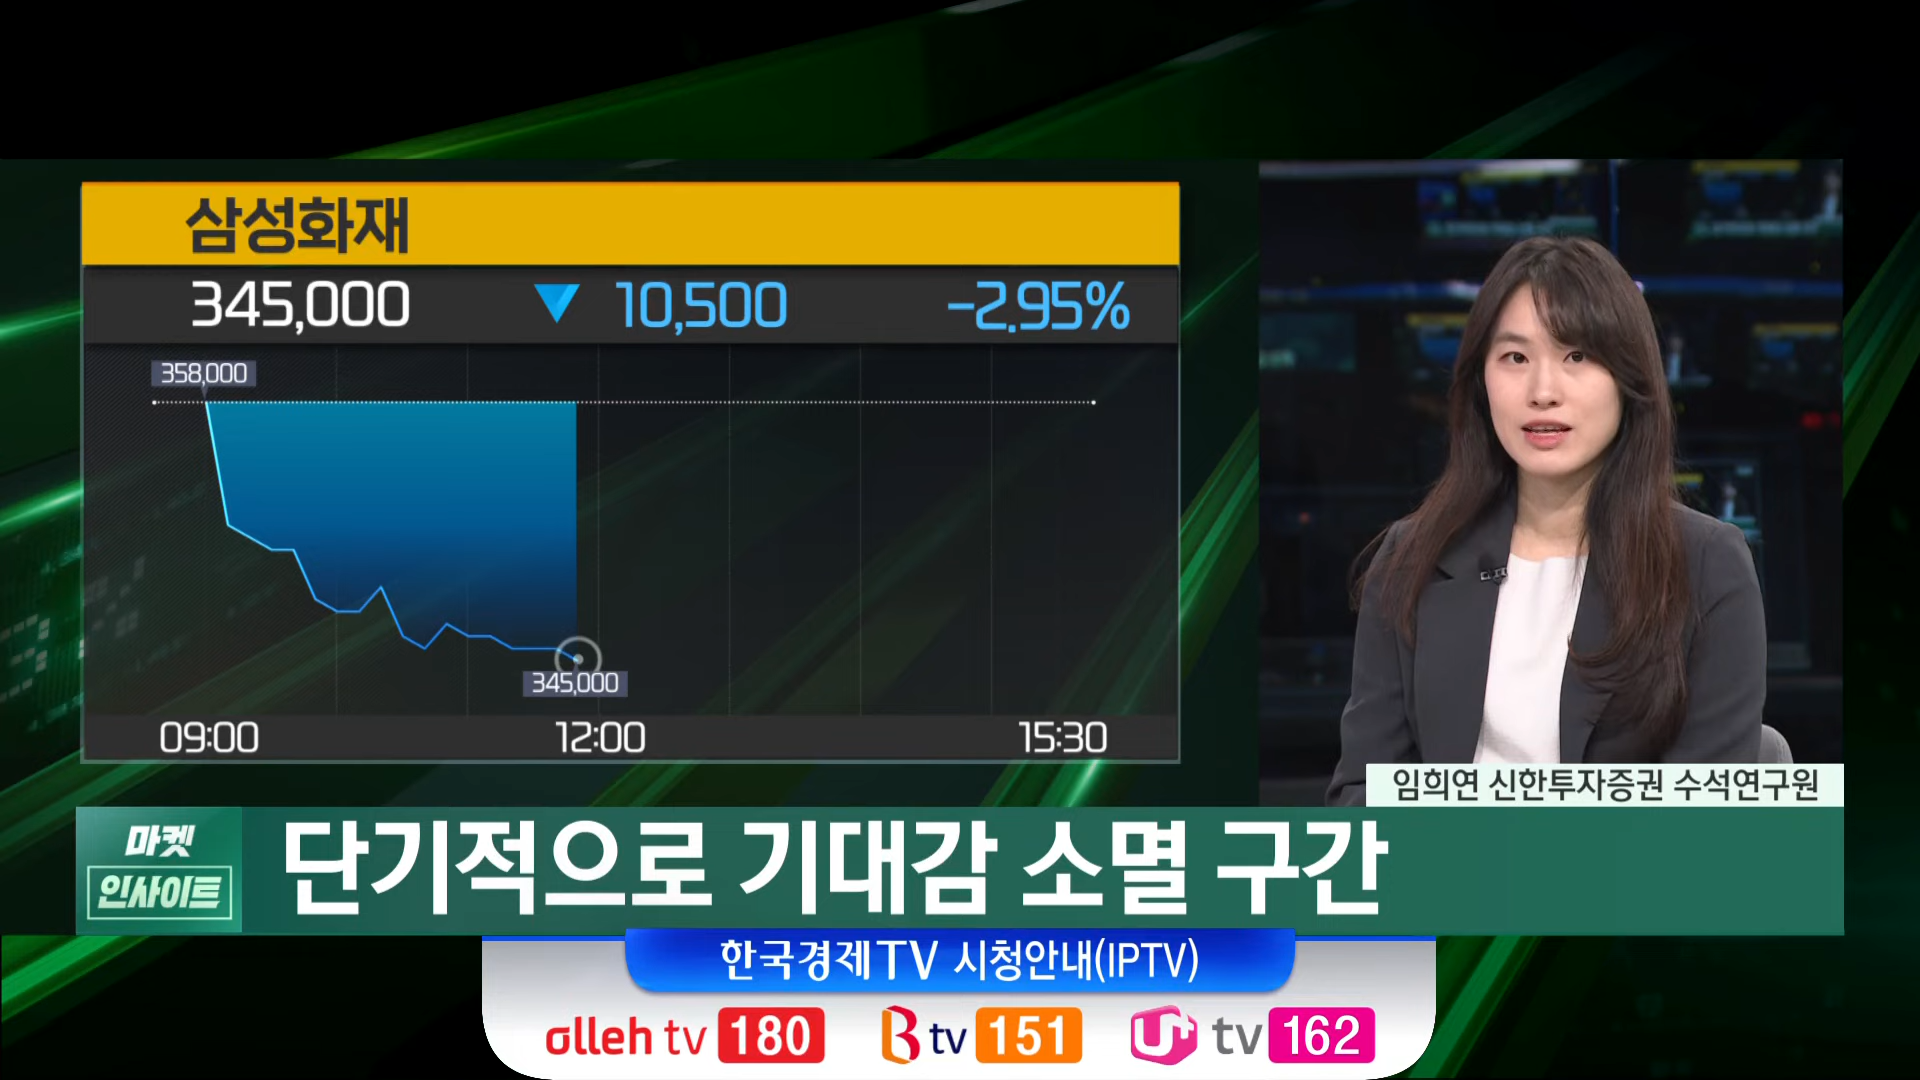 삼성화재
345,000 ▼ 10,500 -2.95%
358,000
345,000
09:00 12:00 15:30
임희연 신한투자증권 수석연구원
마켓
인사이트
단기적으로 기대감 소멸 구간
한국경제TV 시청안내(IPTV)
olleh tv 180 B tv 151 U+ tv 162